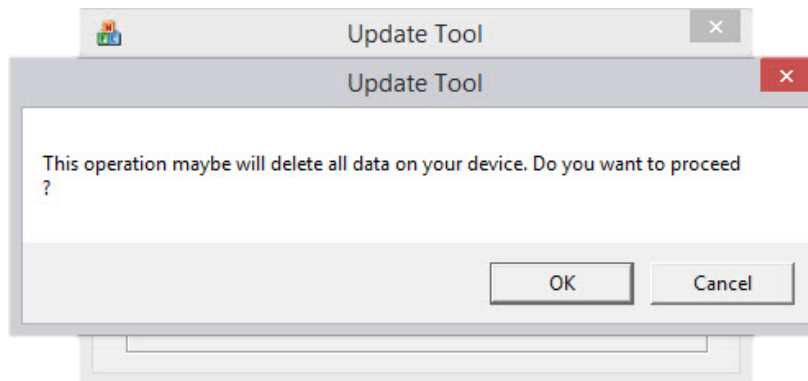 Update Tool
Update Tool
This operation maybe will delete all data on your device. Do you want to proceed
?
OK
Cancel